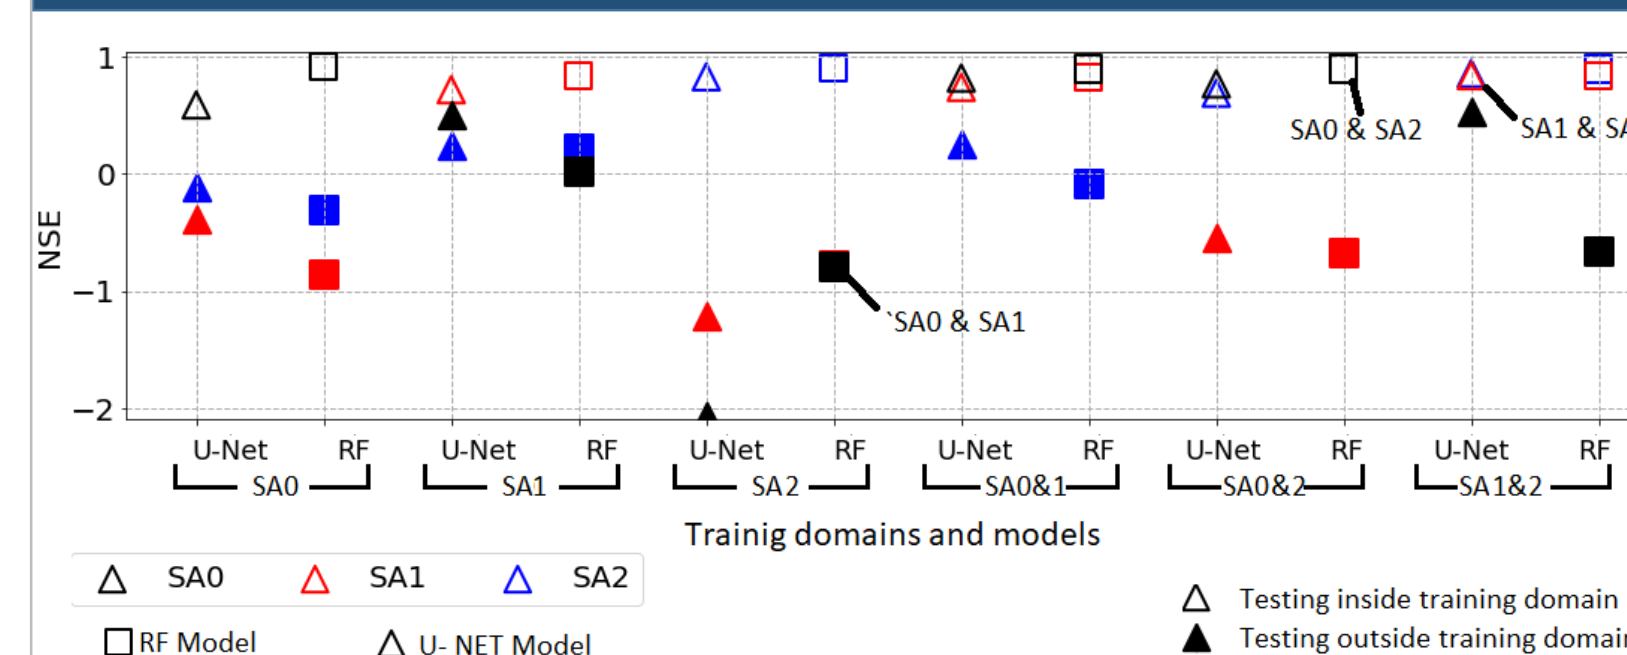 1
0
−1
−2
NSE
SA0 & SA2
SA1 & SA
`SA0 & SA1
U-Net RF U-Net RF U-Net RF U-Net RF U-Net RF U-Net RF
SA0 SA1 SA2 SA0&1 SA0&2 SA1&2
Trainig domains and models
SA0 SA1 SA2
RF Model U- NET Model
Testing inside training domain
Testing outside training domain